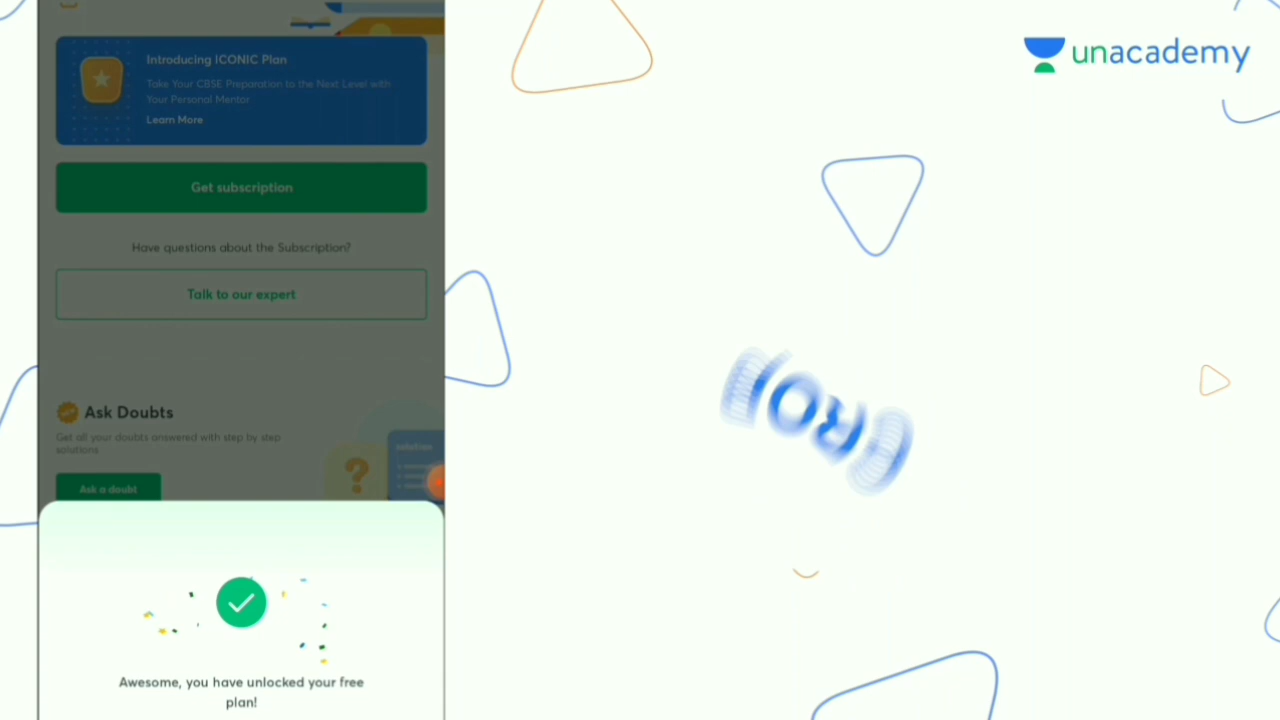 Introducing ICONIC Plan
Take Your CBSE Preparation to the Next Level with
Your Personal Mentor
Learn More
Get subscription
Have questions about the Subscription?
Talk to our expert
Ask Doubts
Get all your doubts answered with step by step
solutions
solution
Ask a doubt
Awesome, you have unlocked your free
plan!
unacademy